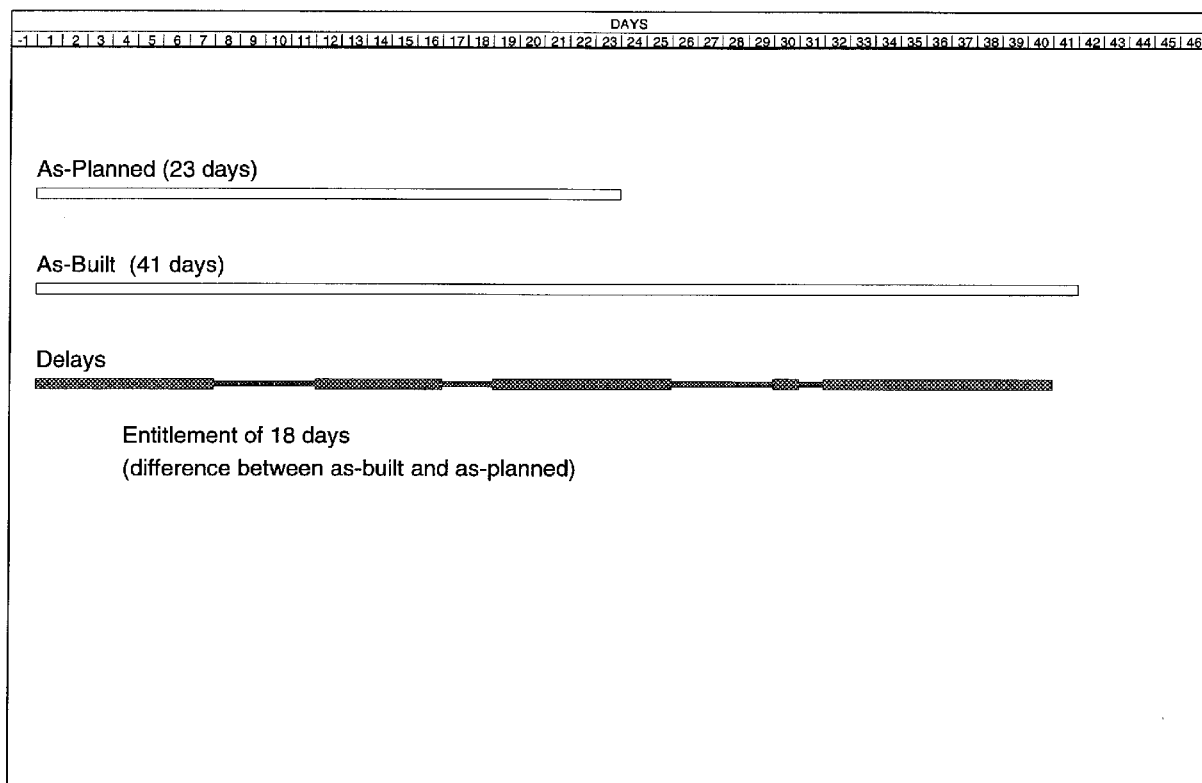 DAYS
-1 | 1 | 2 | 3 | 4 | 5 | 6 | 7 | 8 | 9 | 10 | 11 | 12 | 13 | 14 | 15 | 16 | 17 | 18 | 19 | 20 | 21 | 22 | 23 | 24 | 25 | 26 | 27 | 28 | 29 | 30 | 31 | 32 | 33 | 34 | 35 | 36 | 37 | 38 | 39 | 40 | 41 | 42 | 43 | 44 | 45 | 46
As-Planned (23 days)
As-Built (41 days)
Delays
Entitlement of 18 days
(difference between as-built and as-planned)